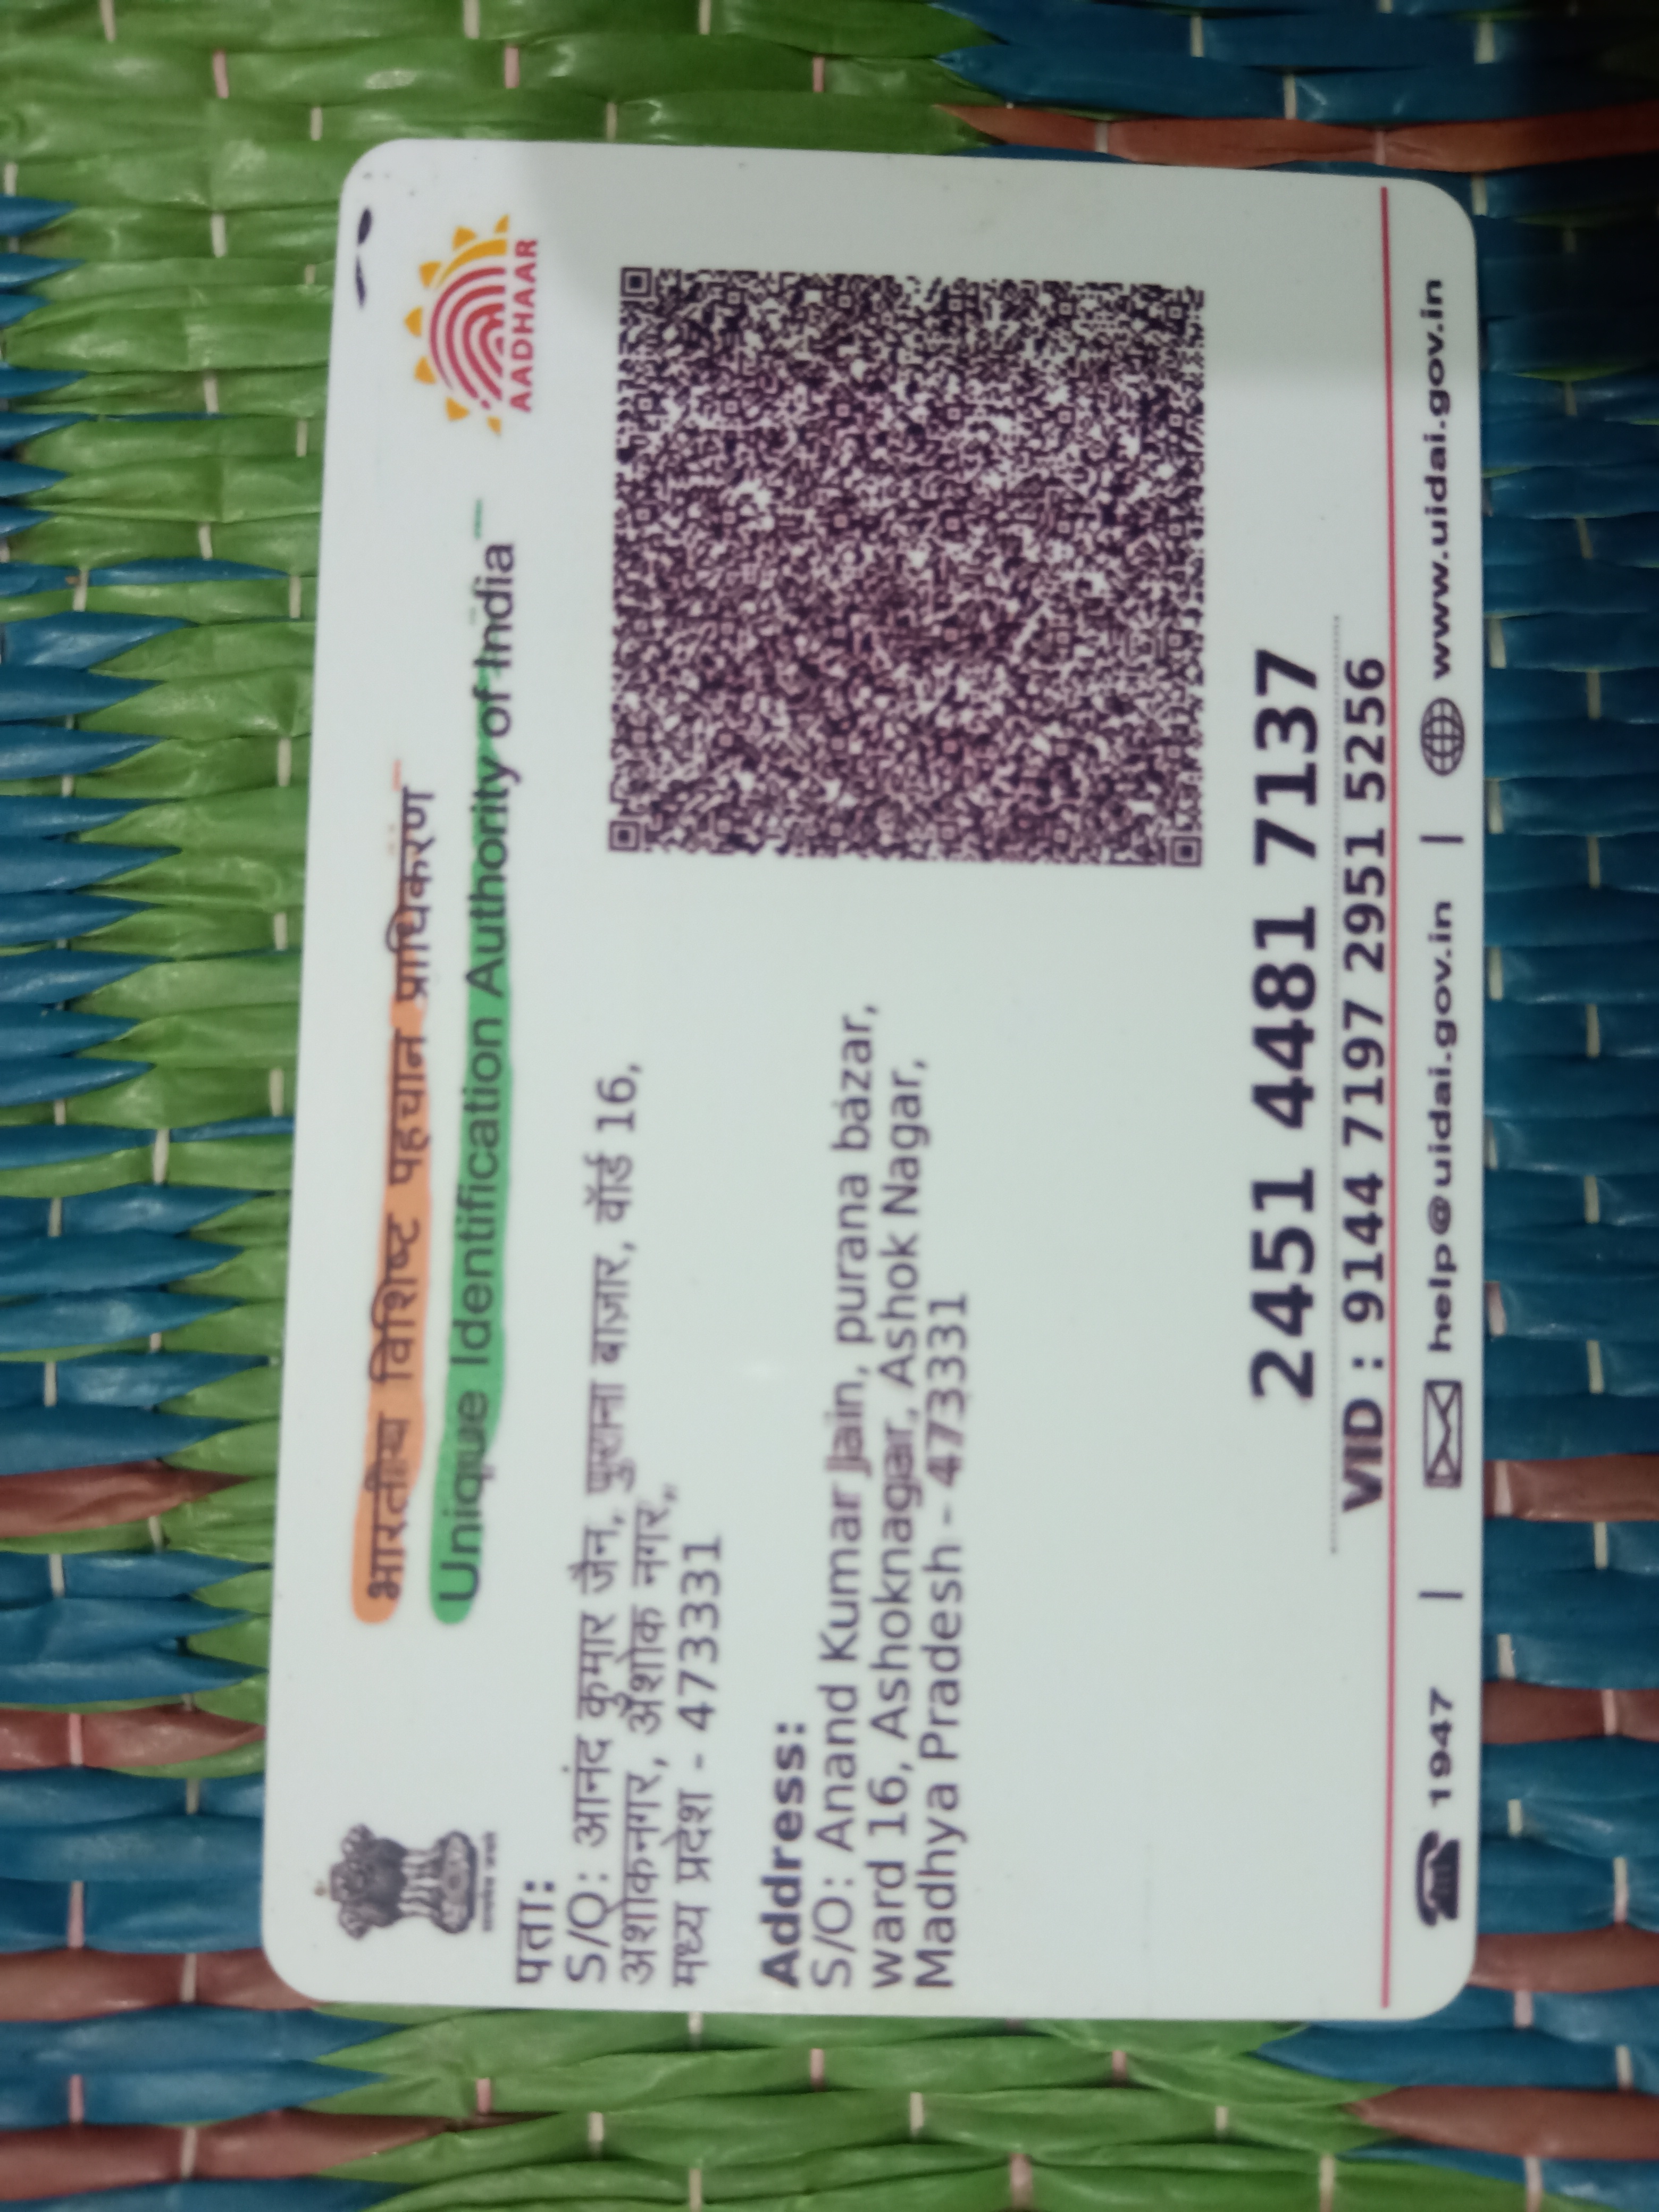 भारतीय विशिष्ट पहचान प्राधिकरण
Unique Identification Authority of India
AADHAAR
पता:
S/O: आनंद कुमार जैन, पुराना बाज़ार, वॉर्ड 16,
अशोकनगर, अशोक नगर,
मध्य प्रदेश - 473331
Address:
S/O: Anand Kumar Jain, purana bazar,
ward 16, Ashoknagar, Ashok Nagar,
Madhya Pradesh - 473331
2451 4481 7137
VID : 9144 7197 2951 5256
1947 | help@uidai.gov.in | www.uidai.gov.in